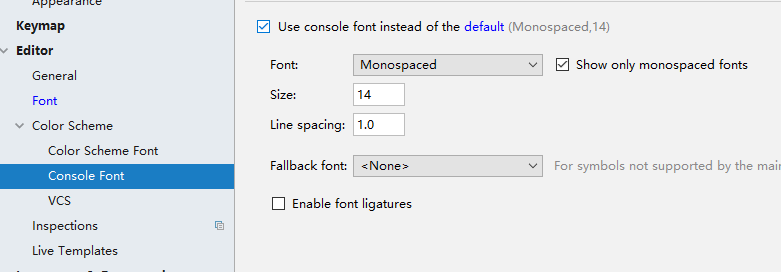 Appearance
Keymap
Editor
General
Font
Color Scheme
Color Scheme Font
Console Font
VCS
Inspections
Live Templates
Use console font instead of the default (Monospaced,14)
Font: Monospaced Show only monospaced fonts
Size: 14
Line spacing: 1.0
Fallback font: <None> For symbols not supported by the main
Enable font ligatures